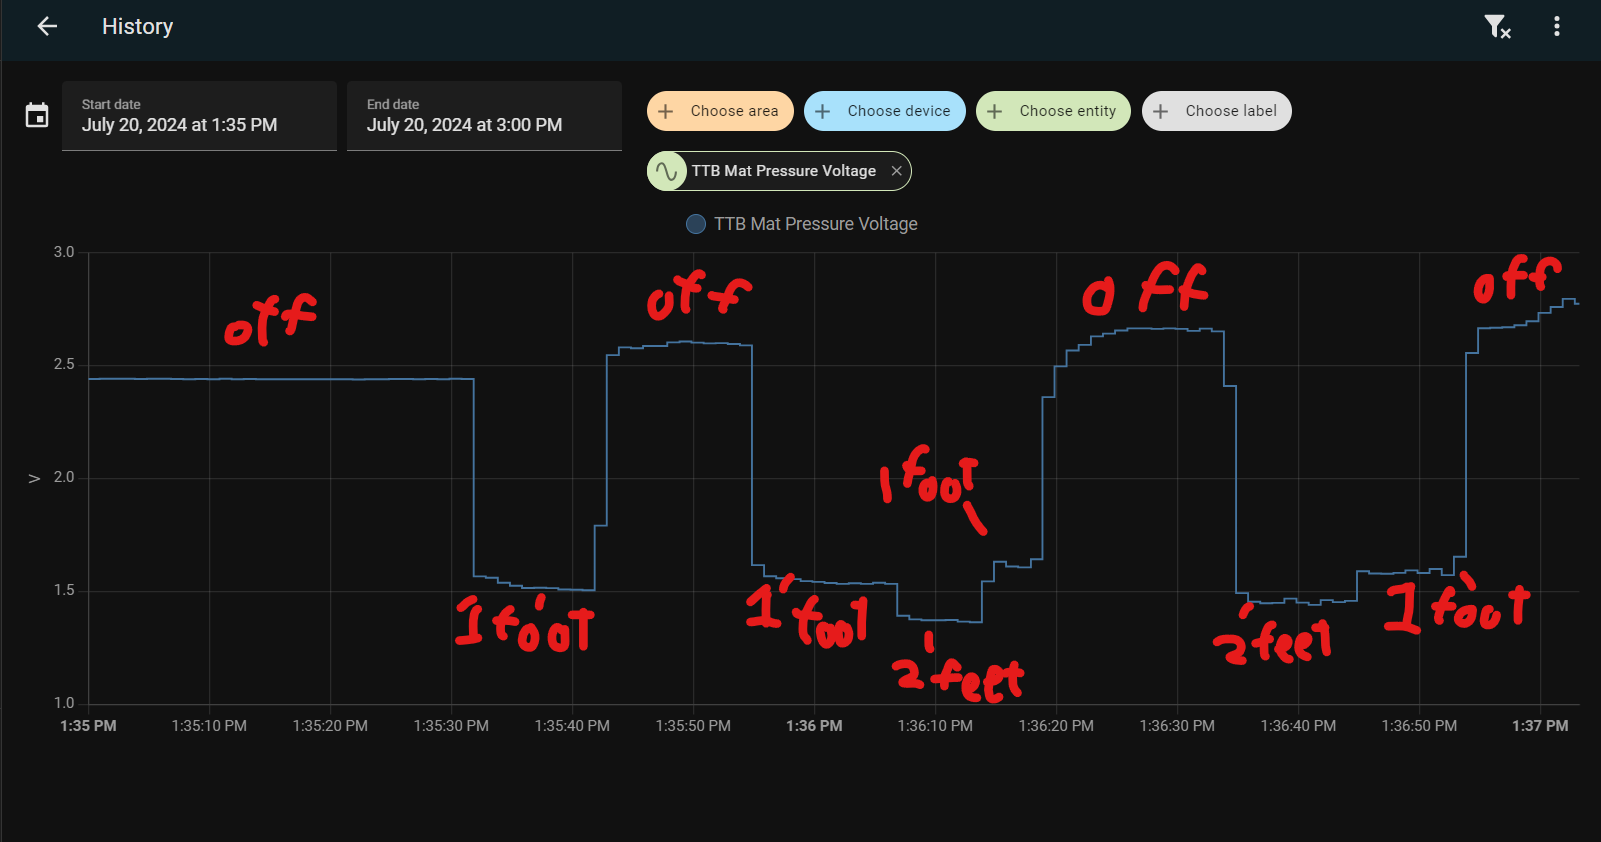 History
Start date
July 20, 2024 at 1:35 PM
End date
July 20, 2024 at 3:00 PM
Choose area
Choose device
Choose entity
Choose label
TTB Mat Pressure Voltage
TTB Mat Pressure Voltage
3.0
2.5
2.0
1.5
1.0
V
off
off
off
off
1 foot
1 foot
1 foot
2 feet
2 feet
1 foot
1:35 PM 1:35:10 PM 1:35:20 PM 1:35:30 PM 1:35:40 PM 1:35:50 PM 1:36 PM 1:36:10 PM 1:36:20 PM 1:36:30 PM 1:36:40 PM 1:36:50 PM 1:37 PM